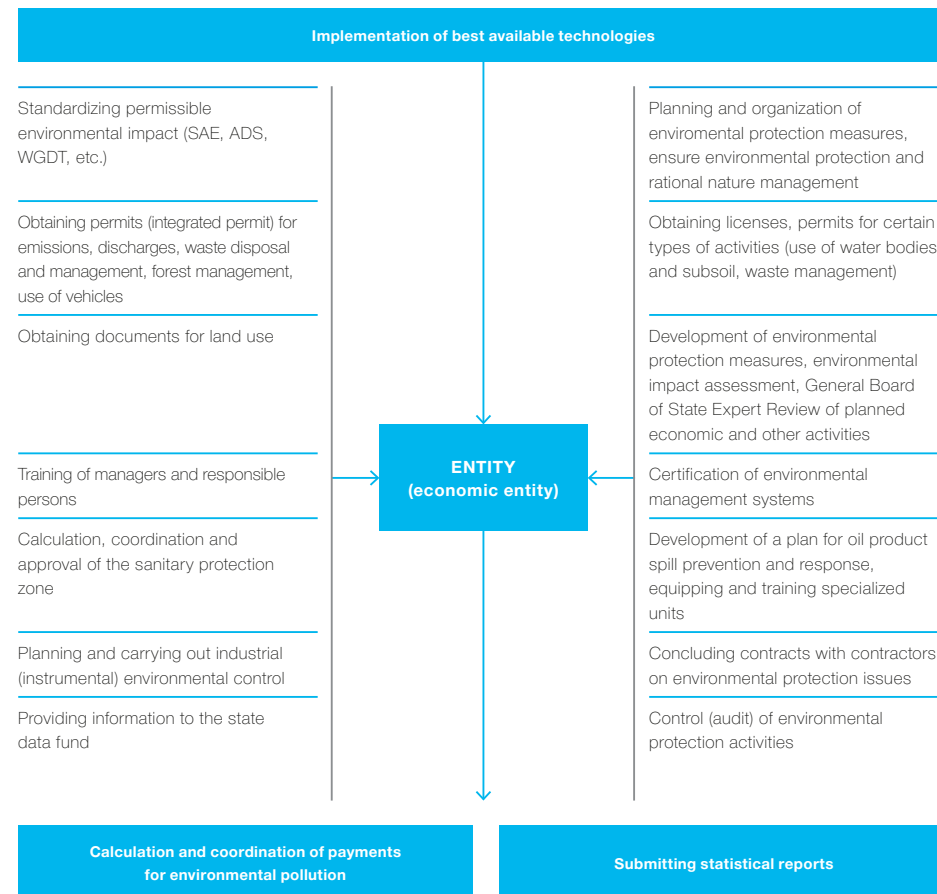 Implementation of best available technologies
Standardizing permissible
environmental impact (SAE, ADS,
WGDT, etc.)
Obtaining permits (integrated permit) for
emissions, discharges, waste disposal
and management, forest management,
use of vehicles
Obtaining documents for land use
Training of managers and responsible
persons
Calculation, coordination and
approval of the sanitary protection
zone
Planning and carrying out industrial
(instrumental) environmental control
Providing information to the state
data fund
ENTITY
(economic entity)
Planning and organization of
enviromental protection measures,
ensure environmental protection and
rational nature management
Obtaining licenses, permits for certain
types of activities (use of water bodies
and subsoil, waste management)
Development of environmental
protection measures, environmental
impact assessment, General Board
of State Expert Review of planned
economic and other activities
Certification of environmental
management systems
Development of a plan for oil product
spill prevention and response,
equipping and training specialized
units
Concluding contracts with contractors
on environmental protection issues
Control (audit) of environmental
protection activities
Calculation and coordination of payments
for environmental pollution
Submitting statistical reports